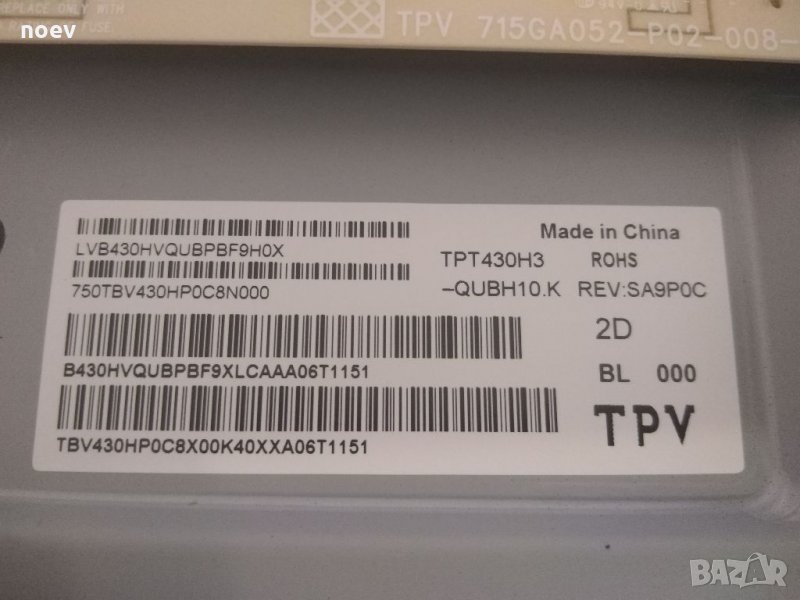 REPLACE ONLY WITH
FUSE
noev
TPV 715GA052-P02-008-
Made in China
LVB430HVQUBPBF9H0X
TPT430H3 ROHS
750TBV430HP0C8N000
-QUBH10.K REV:SA9P0C
2D
B430HVQUBPBF9XLCAAA06T1151
BL 000
TPV
TBV430HP0C8X00K40XXA06T1151
BAZAR